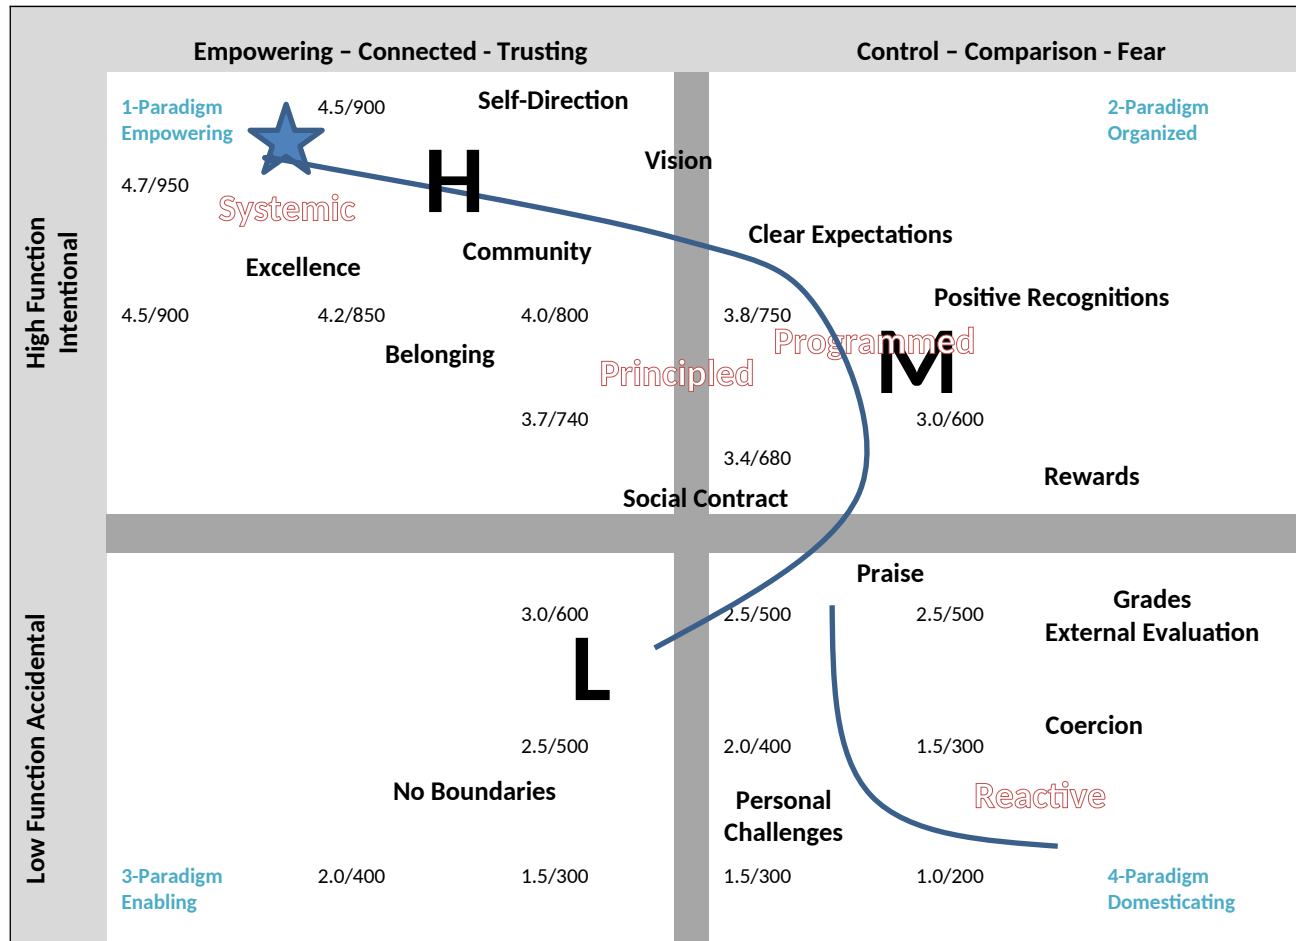 Empowering – Connected - Trusting
Control – Comparison - Fear
High Function
Intentional
1-Paradigm
Empowering
4.5/900
Self-Direction
2-Paradigm
Organized
Vision
H
4.7/950
Systemic
Clear Expectations
Community
Excellence
Positive Recognitions
4.5/900
4.2/850
4.0/800
3.8/750
Programmed
Belonging
M
Principled
3.7/740
3.0/600
3.4/680
Rewards
Social Contract
Low Function Accidental
Praise
Grades
External Evaluation
3.0/600
2.5/500
2.5/500
L
Coercion
2.5/500
2.0/400
1.5/300
No Boundaries
Personal
Challenges
Reactive
3-Paradigm
Enabling
2.0/400
1.5/300
1.5/300
1.0/200
4-Paradigm
Domesticating